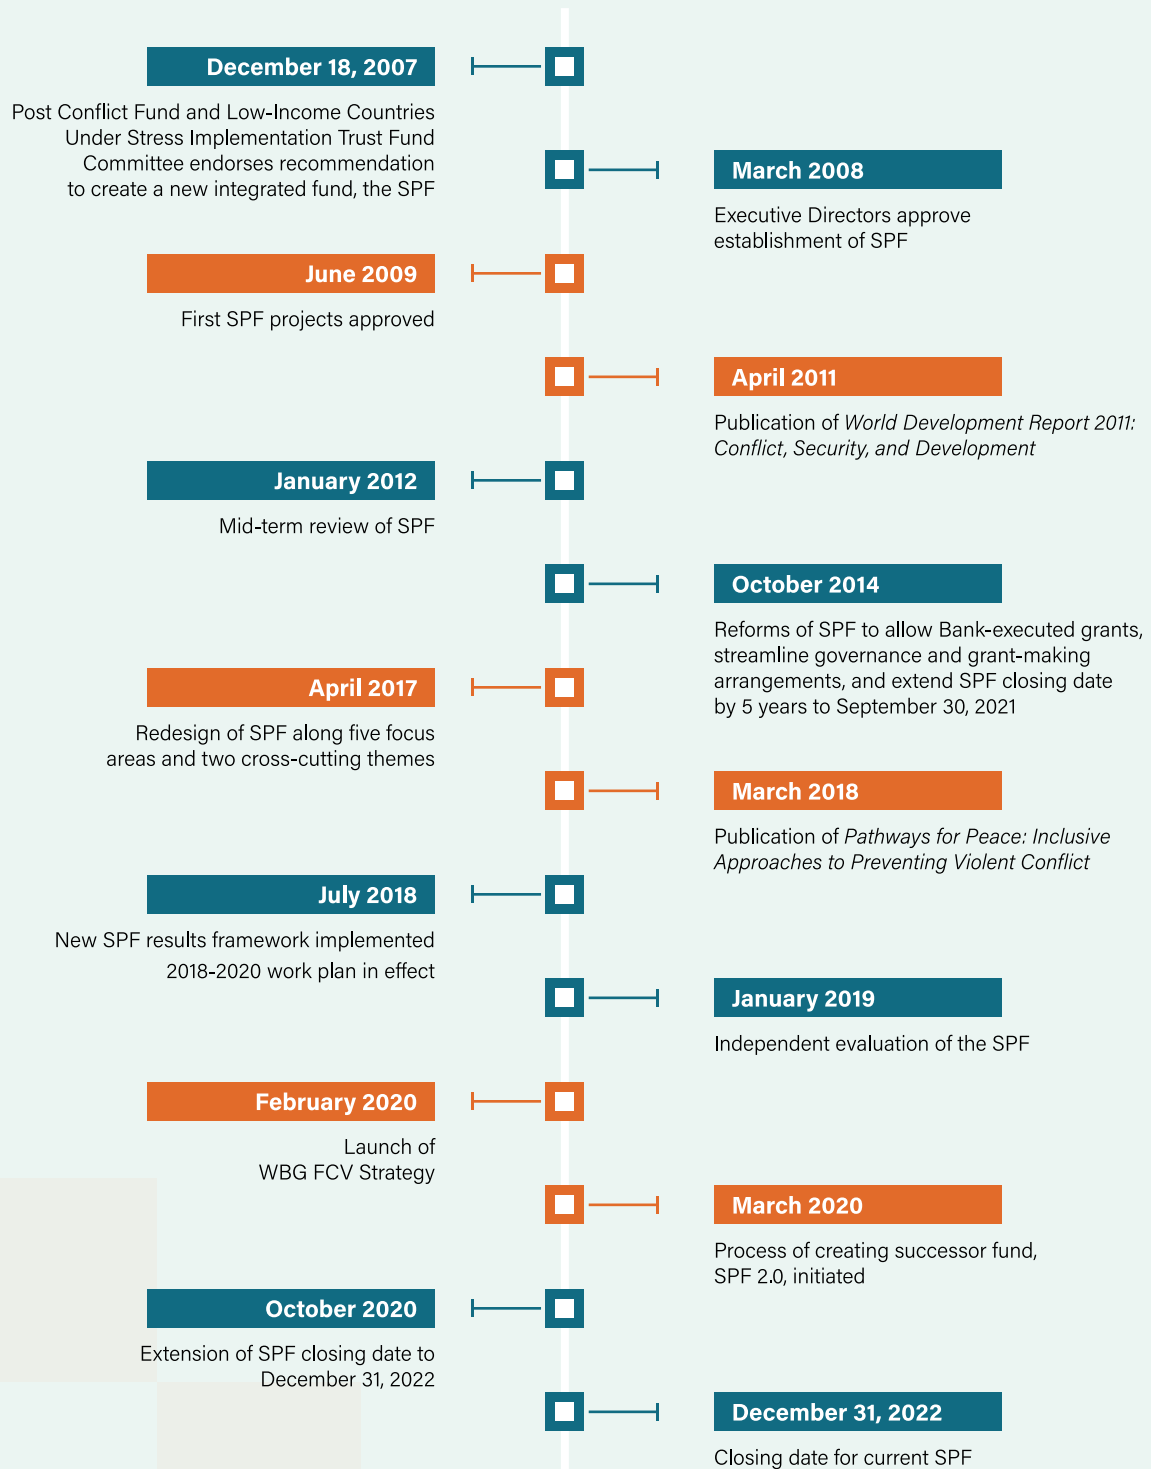 December 18, 2007
Post Conflict Fund and Low-Income Countries
Under Stress Implementation Trust Fund
Committee endorses recommendation
to create a new integrated fund, the SPF
March 2008
Executive Directors approve
establishment of SPF
June 2009
First SPF projects approved
April 2011
Publication of World Development Report 2011:
Conflict, Security, and Development
January 2012
Mid-term review of SPF
October 2014
Reforms of SPF to allow Bank-executed grants,
streamline governance and grant-making
arrangements, and extend SPF closing date
by 5 years to September 30, 2021
April 2017
Redesign of SPF along five focus
areas and two cross-cutting themes
March 2018
Publication of Pathways for Peace: Inclusive
Approaches to Preventing Violent Conflict
July 2018
New SPF results framework implemented
2018-2020 work plan in effect
January 2019
Independent evaluation of the SPF
February 2020
Launch of
WBG FCV Strategy
March 2020
Process of creating successor fund,
SPF 2.0, initiated
October 2020
Extension of SPF closing date to
December 31, 2022
December 31, 2022
Closing date for current SPF